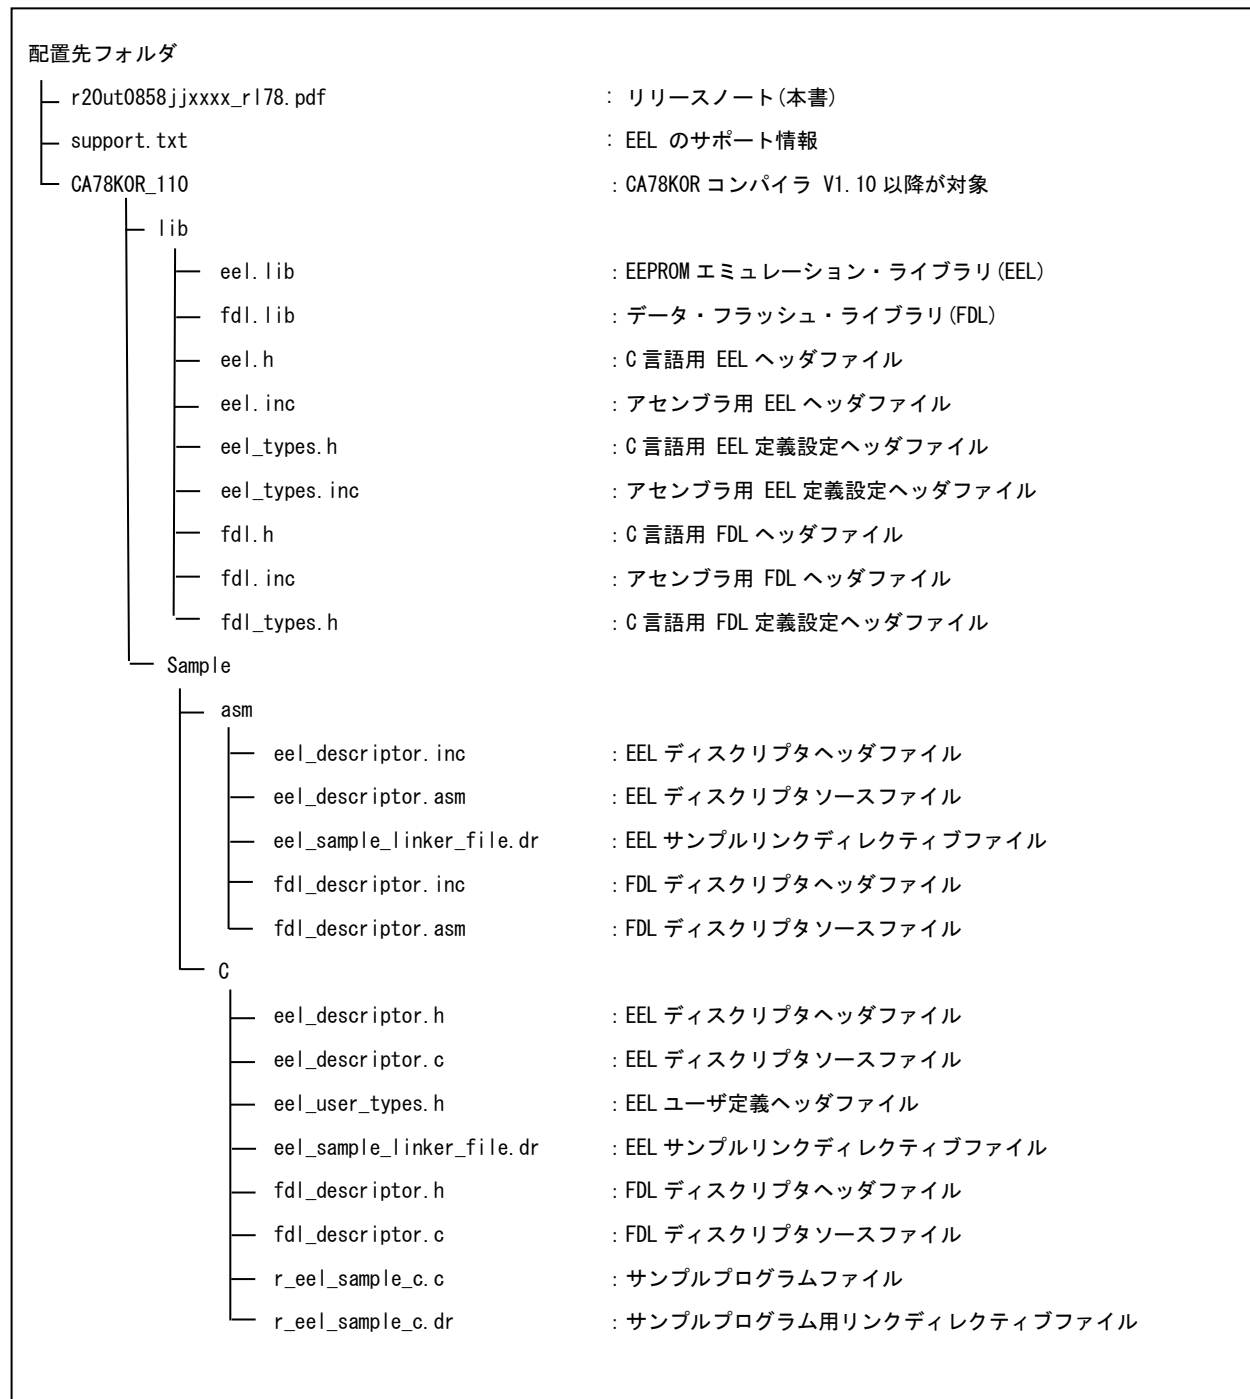 配置先フォルダ
r20ut0858jjxxxx_rl78.pdf : リリースノート(本書)
support.txt : EEL のサポート情報
CA78K0R_110 : CA78K0R コンパイラ V1.10 以降が対象
lib
eel.lib : EEPROM エミュレーション・ライブラリ(EEL)
fdl.lib : データ・フラッシュ・ライブラリ(FDL)
eel.h : C 言語用 EEL ヘッダファイル
eel.inc : アセンブラ用 EEL ヘッダファイル
eel_types.h : C 言語用 EEL 定義設定ヘッダファイル
eel_types.inc : アセンブラ用 EEL 定義設定ヘッダファイル
fdl.h : C 言語用 FDL ヘッダファイル
fdl.inc : アセンブラ用 FDL ヘッダファイル
fdl_types.h : C 言語用 FDL 定義設定ヘッダファイル
Sample
asm
eel_descriptor.inc : EEL ディスクリプタヘッダファイル
eel_descriptor.asm : EEL ディスクリプタソースファイル
eel_sample_linker_file.dr : EEL サンプルリンクディレクティブファイル
fdl_descriptor.inc : FDL ディスクリプタヘッダファイル
fdl_descriptor.asm : FDL ディスクリプタソースファイル
C
eel_descriptor.h : EEL ディスクリプタヘッダファイル
eel_descriptor.c : EEL ディスクリプタソースファイル
eel_user_types.h : EEL ユーザ定義ヘッダファイル
eel_sample_linker_file.dr : EEL サンプルリンクディレクティブファイル
fdl_descriptor.h : FDL ディスクリプタヘッダファイル
fdl_descriptor.c : FDL ディスクリプタソースファイル
r_eel_sample_c.c : サンプルプログラムファイル
r_eel_sample_c.dr : サンプルプログラム用リンクディレクティブファイル